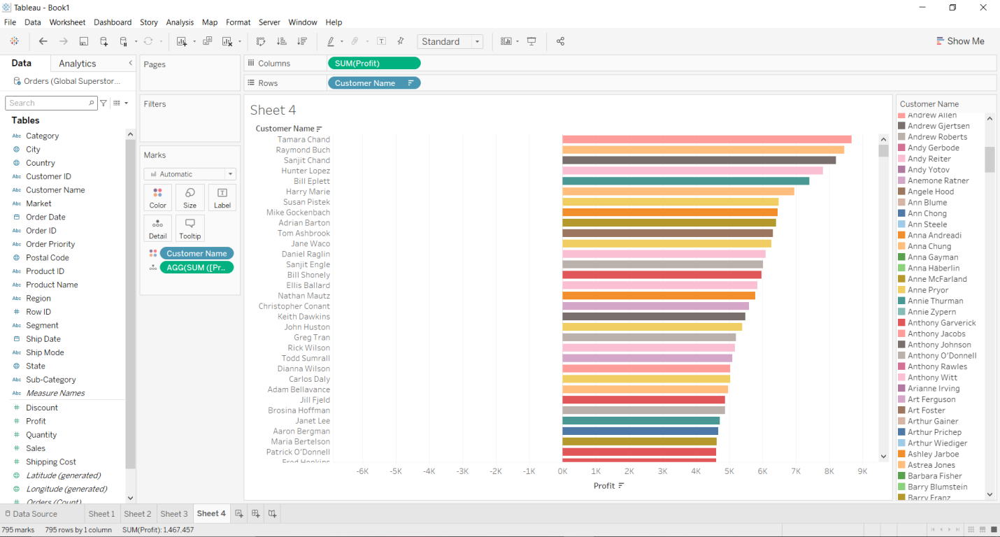 Tableau - Book1
File Data Worksheet Dashboard Story Analysis Map Format Server Window Help
Standard
Show Me
Data Analytics
Orders (Global Superstor...
Search
Tables
Abc Category
City
Country
Abc Customer ID
Abc Customer Name
Abc Market
Order Date
Abc Order ID
Abc Order Priority
Postal Code
Abc Product ID
Abc Product Name
Abc Region
# Row ID
Abc Segment
Ship Date
Abc Ship Mode
State
Abc Sub-Category
Abc Measure Names
# Discount
# Profit
# Quantity
# Sales
# Shipping Cost
Latitude (generated)
Longitude (generated)
# Orders (Count)
Pages
Filters
Marks
Automatic
Color Size Label
Detail Tooltip
Customer Name
AGG(SUM ([Pr..
Columns SUM(Profit)
Rows Customer Name
Sheet 4
Customer Name
Tamara Chand
Raymond Buch
Sanjit Chand
Hunter Lopez
Bill Eplett
Harry Marie
Susan Pistek
Mike Gockenbach
Adrian Barton
Tom Ashbrook
Jane Waco
Daniel Raglin
Sanjit Engle
Bill Shonely
Ellis Ballard
Nathan Mautz
Christopher Conant
Keith Dawkins
John Huston
Greg Tran
Rick Wilson
Todd Sumrall
Dianna Wilson
Carlos Daly
Adam Bellavance
Jill Fjeld
Brosina Hoffman
Janet Lee
Aaron Bergman
Maria Bertelson
Patrick O'Donnell
Fred Hopkins
-6K -5K -4K -3K -2K -1K 0K 1K 2K 3K 4K 5K 6K 7K 8K 9K
Profit
Customer Name
Andrew Allen
Andrew Gjertsen
Andrew Roberts
Andy Gerbode
Andy Reiter
Andy Yotov
Anemone Ratner
Angele Hood
Ann Blume
Ann Chong
Ann Steele
Anna Andreadi
Anna Chung
Anna Gayman
Anna Häberlin
Anne McFarland
Anne Pryor
Annie Thurman
Annie Zypern
Anthony Garverick
Anthony Jacobs
Anthony Johnson
Anthony O'Donnell
Anthony Rawles
Anthony Witt
Arianne Irving
Art Ferguson
Art Foster
Arthur Gainer
Arthur Prichep
Arthur Wiediger
Ashley Jarboe
Astrea Jones
Barbara Fisher
Barry Blumstein
Barry Franz
Data Source Sheet 1 Sheet 2 Sheet 3 Sheet 4
795 marks 795 rows by 1 column SUM(Profit): 1,467,457